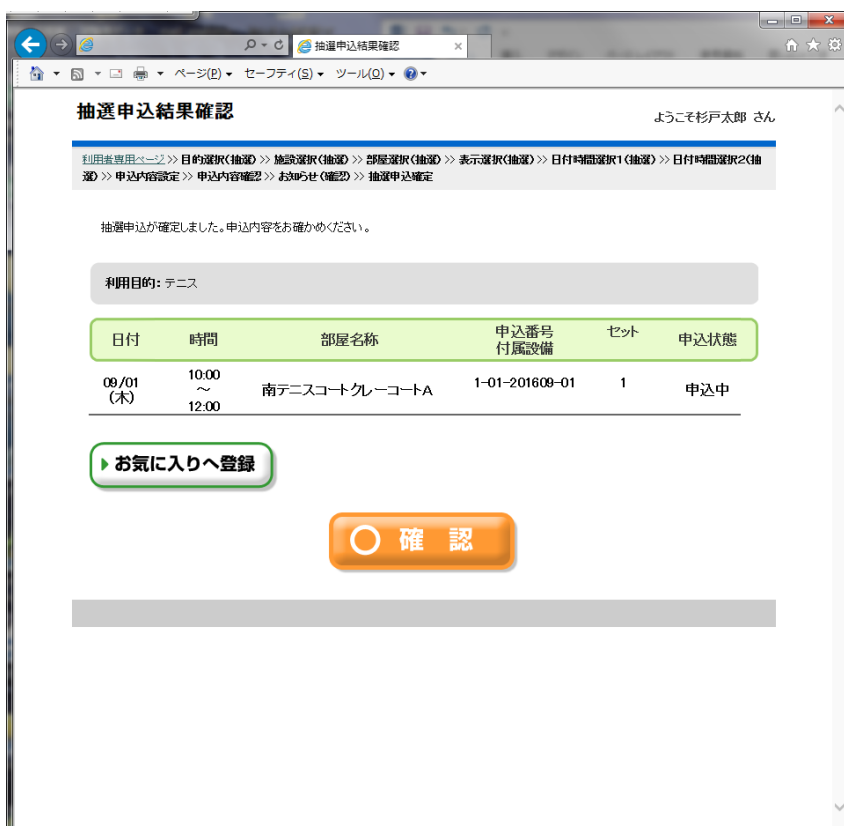 抽選申込結果確認
ページ(P) セーフティ(S) ツール(O)
抽選申込結果確認
ようこそ杉戸太郎 さん
利用者専用ページ >> 目的選択(抽選) >> 施設選択(抽選) >> 部屋選択(抽選) >> 表示選択(抽選) >> 日付時間選択1(抽選) >> 日付時間選択2(抽
選) >> 申込内容設定 >> 申込内容確認 >> お知らせ(確認) >> 抽選申込確定
抽選申込が確定しました。申込内容をお確かめください。
利用目的: テニス
日付 時間 部屋名称 申込番号 セット 申込状態
付属設備
09/01 10:00 南テニスコートクレーコートA 1-01-201609-01 1 申込中
(木) ～
12:00
お気に入りへ登録
確 認